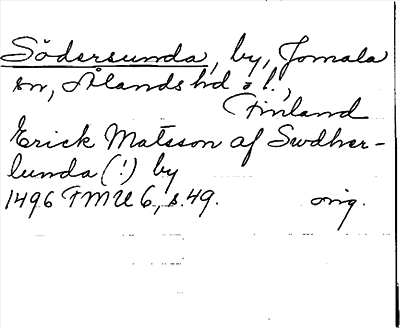 Södersunda, by, Jomala
sn, Ålands hd o l.,
Finland
Erick Matsson af Swdher-
lunda (!) by
1496 FMU 6, s. 49. orig.